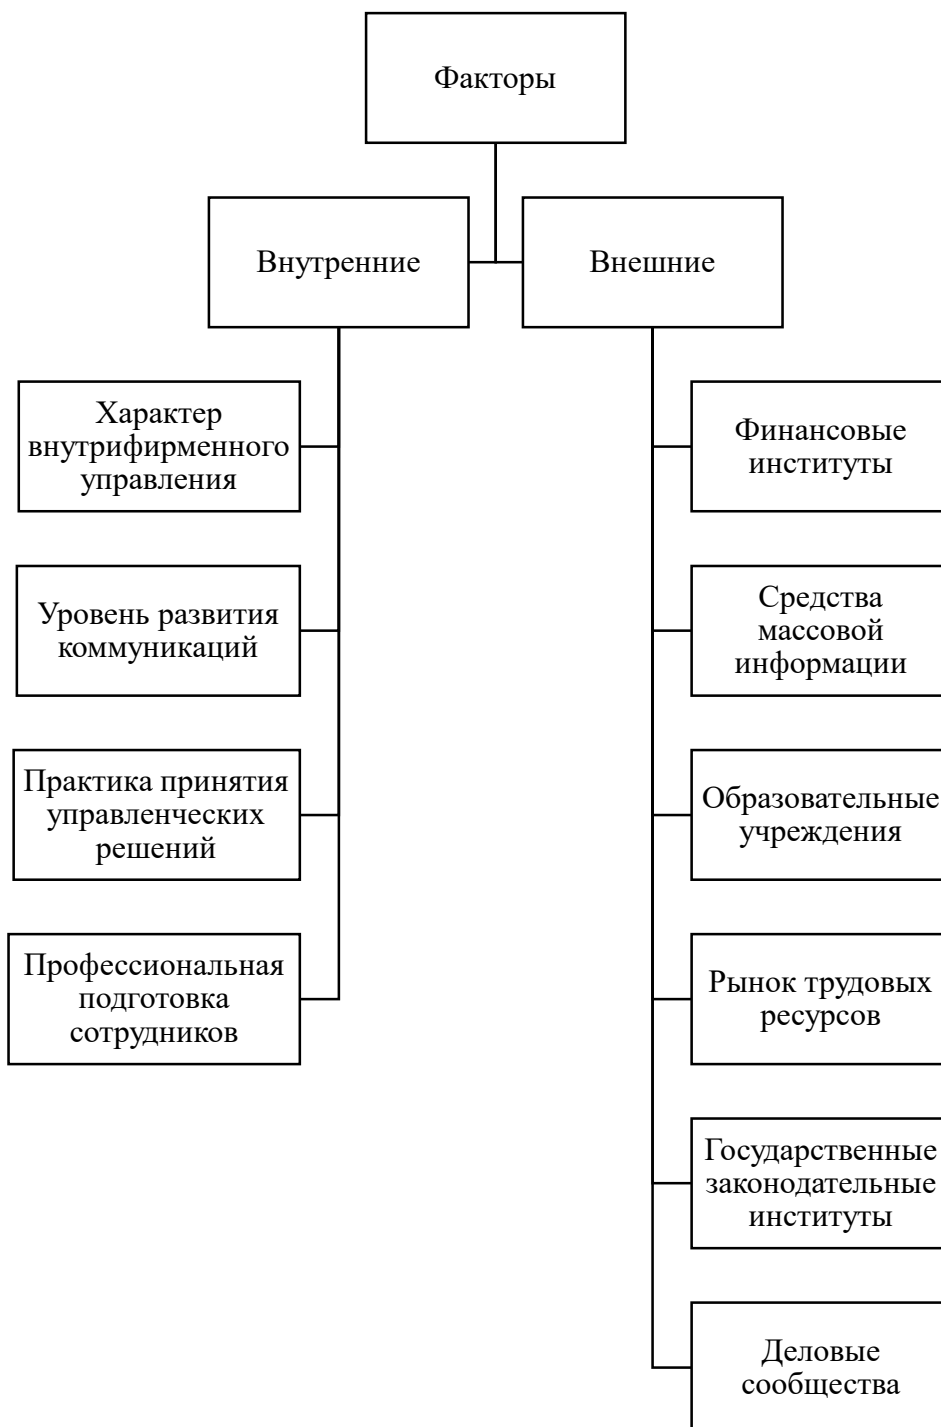 Факторы
Внутренние
Внешние
Характер
внутрифирменного
управления
Уровень развития
коммуникаций
Практика принятия
управленческих
решений
Профессиональная
подготовка
сотрудников
Финансовые
институты
Средства
массовой
информации
Образовательные
учреждения
Рынок трудовых
ресурсов
Государственные
законодательные
институты
Деловые
сообщества